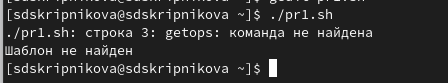 [sdskripnikova@sdskripnikova ~]$ ./pr1.sh
./pr1.sh: строка 3: getops: команда не найдена
Шаблон не найден
[sdskripnikova@sdskripnikova ~]$